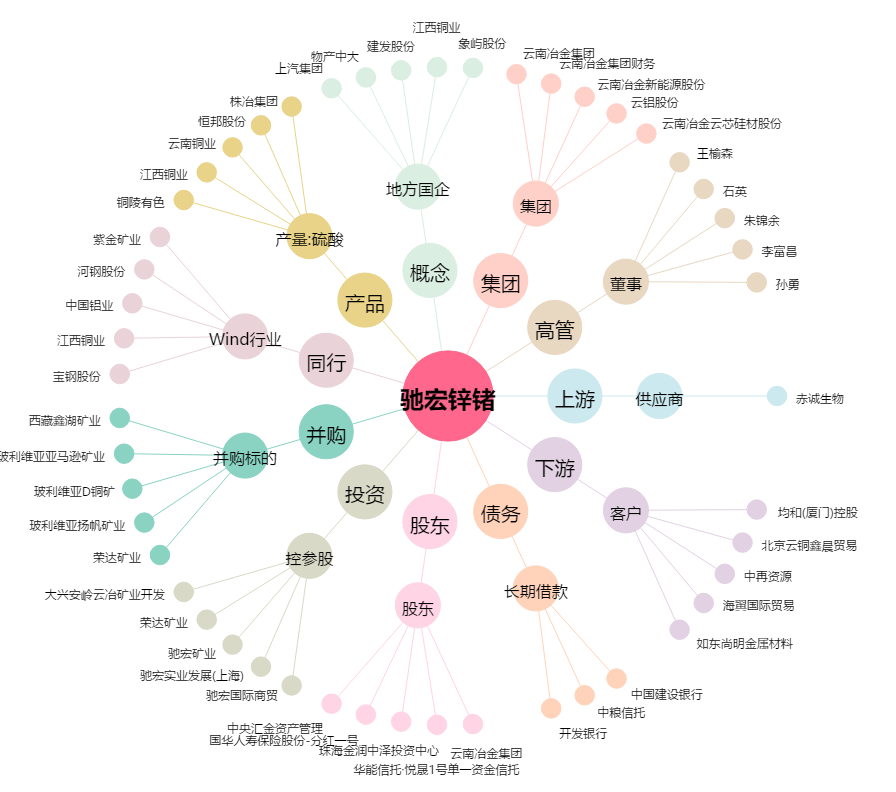 江西铜业
建发股份
象屿股份
物产中大
上汽集团
云南冶金集团
云南冶金集团财务
云南冶金新能源股份
云铝股份
云南冶金云芯硅材股份
株冶集团
恒邦股份
云南铜业
江西铜业
铜陵有色
地方国企
集团
王榆森
石英
朱锦余
李富昌
孙勇
产量:硫酸
概念
集团
董事
紫金矿业
河钢股份
中国铝业
江西铜业
宝钢股份
产品
高管
Wind行业
同行
驰宏锌锗
上游
供应商
赤诚生物
西藏鑫湖矿业
玻利维亚亚马逊矿业
玻利维亚D铜矿
玻利维亚扬帆矿业
荣达矿业
并购标的
并购
投资
股东
债务
下游
客户
均和(厦门)控股
北京云铜鑫晨贸易
中再资源
海巽国际贸易
如东尚明金属材料
控参股
股东
长期借款
大兴安岭云冶矿业开发
荣达矿业
驰宏矿业
驰宏实业发展(上海)
驰宏国际商贸
中国建设银行
中粮信托
开发银行
中央汇金资产管理
国华人寿保险股份-分红一号
珠海金润中泽投资中心
云南冶金集团
华能信托·悦晟1号单一资金信托